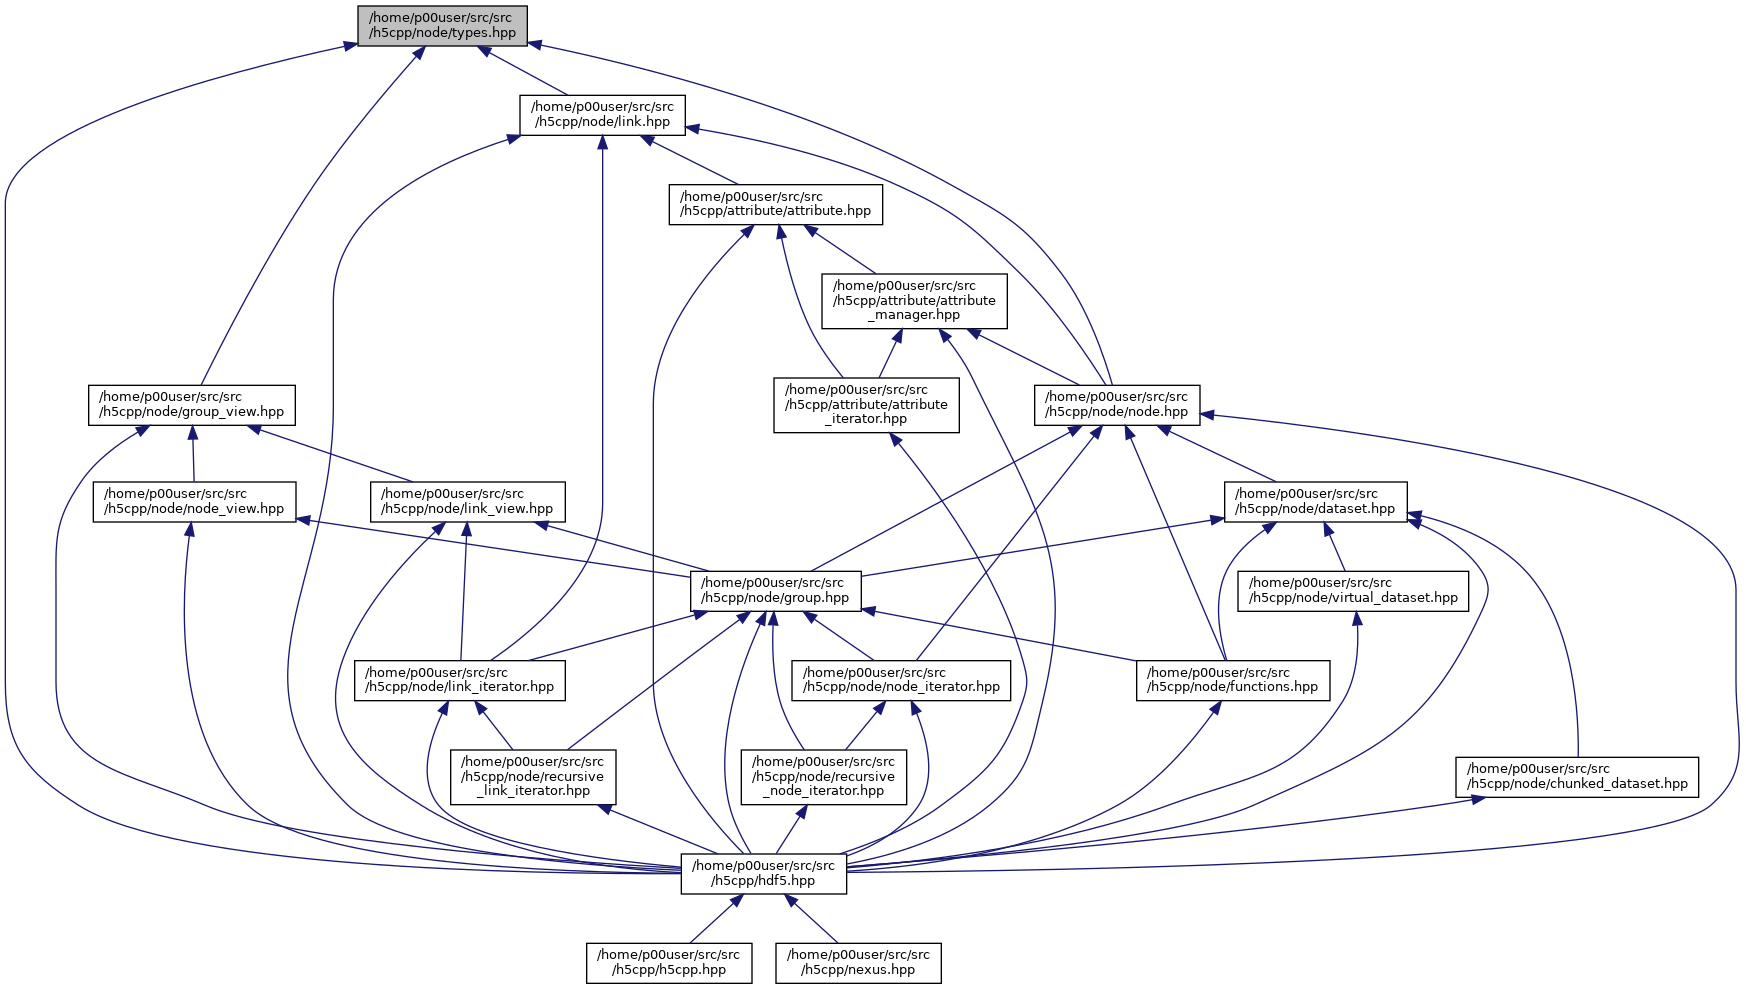 /home/p00user/src/src
/h5cpp/node/types.hpp
/home/p00user/src/src
/h5cpp/node/link.hpp
/home/p00user/src/src
/h5cpp/attribute/attribute.hpp
/home/p00user/src/src
/h5cpp/attribute/attribute
_manager.hpp
/home/p00user/src/src
/h5cpp/node/group_view.hpp
/home/p00user/src/src
/h5cpp/attribute/attribute
_iterator.hpp
/home/p00user/src/src
/h5cpp/node/node.hpp
/home/p00user/src/src
/h5cpp/node/node_view.hpp
/home/p00user/src/src
/h5cpp/node/link_view.hpp
/home/p00user/src/src
/h5cpp/node/dataset.hpp
/home/p00user/src/src
/h5cpp/node/group.hpp
/home/p00user/src/src
/h5cpp/node/virtual_dataset.hpp
/home/p00user/src/src
/h5cpp/node/link_iterator.hpp
/home/p00user/src/src
/h5cpp/node/node_iterator.hpp
/home/p00user/src/src
/h5cpp/node/functions.hpp
/home/p00user/src/src
/h5cpp/node/recursive
_link_iterator.hpp
/home/p00user/src/src
/h5cpp/node/recursive
_node_iterator.hpp
/home/p00user/src/src
/h5cpp/node/chunked_dataset.hpp
/home/p00user/src/src
/h5cpp/hdf5.hpp
/home/p00user/src/src
/h5cpp/h5cpp.hpp
/home/p00user/src/src
/h5cpp/nexus.hpp